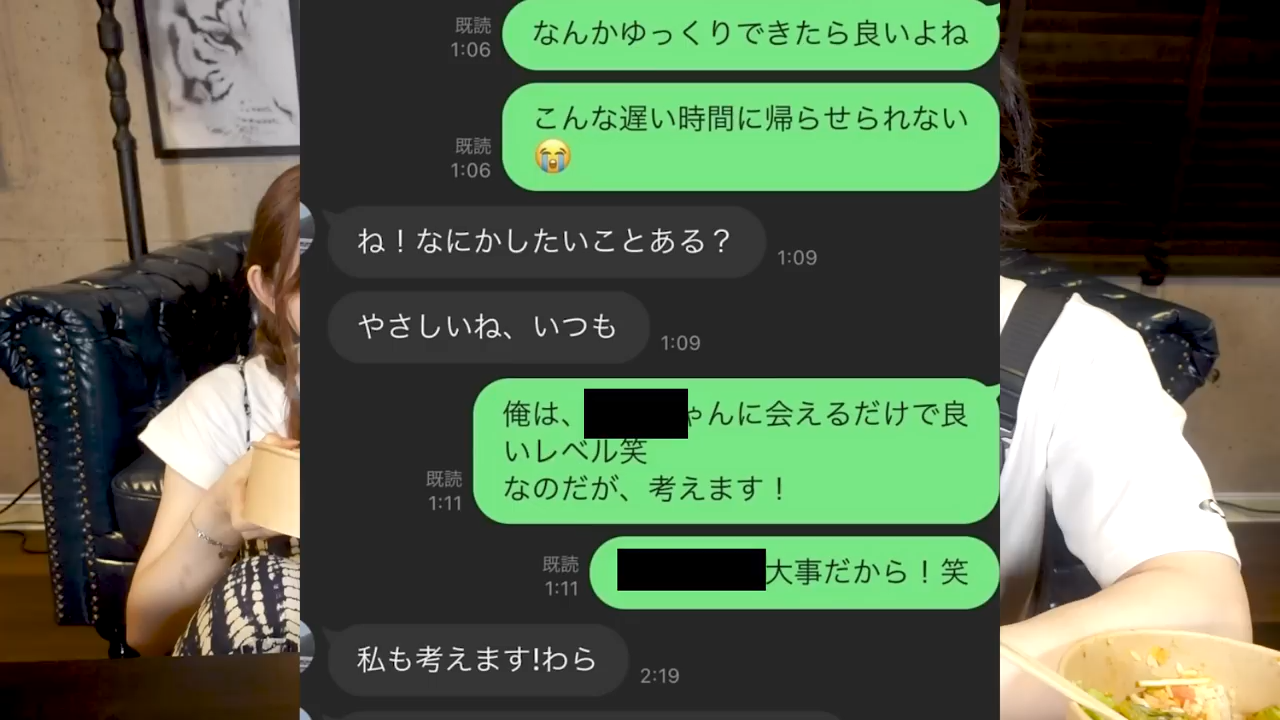 なんかゆっくりできたら良いよね
既読
1:06
こんな遅い時間に帰らせられない
😭
既読
1:06
ね！なにかしたいことある？
1:09
やさしいね、いつも
1:09
俺は、 ゃんに会えるだけで良
いレベル笑
なのだが、考えます！
既読
1:11
大事だから！笑
既読
1:11
私も考えます!わら
2:19